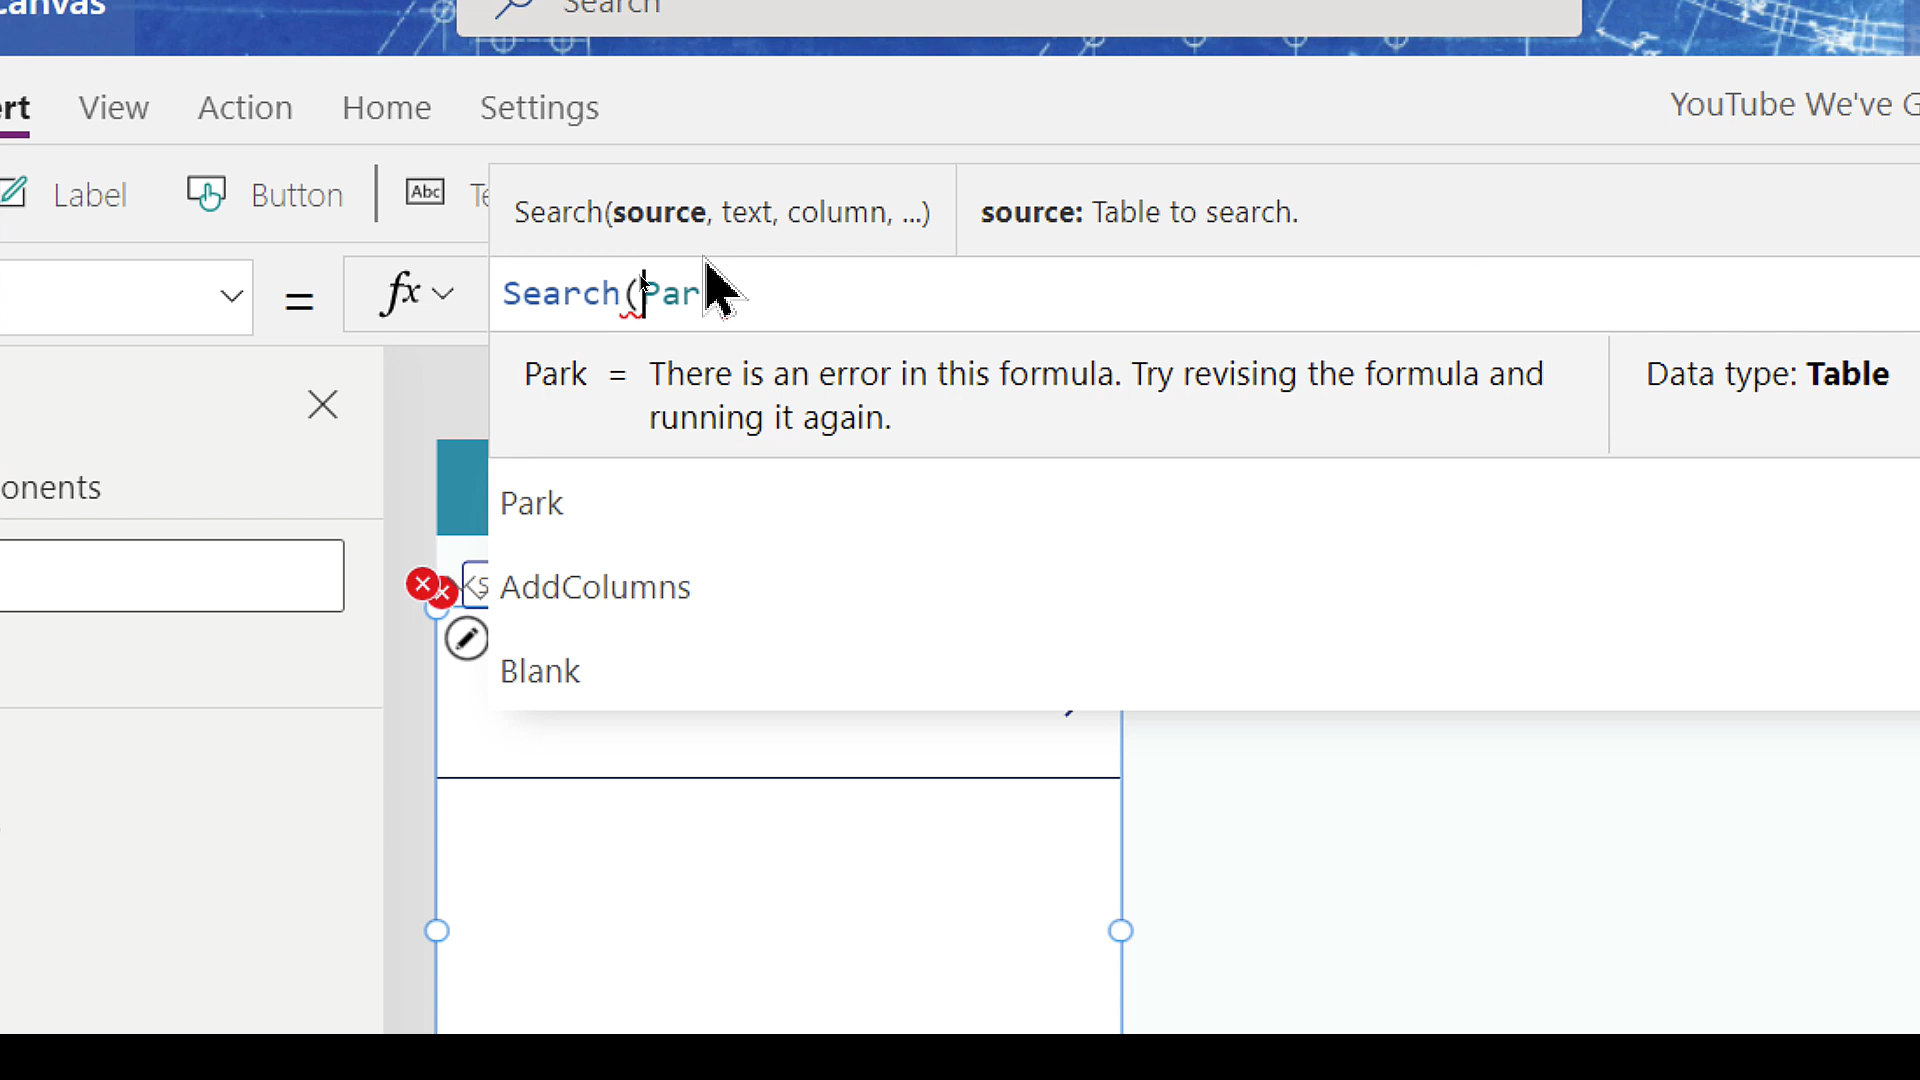 Canvas
Search
ert View Action Home Settings
YouTube We've G
Label Button Abc Te
Search(source, text, column, ...)
source: Table to search.
= fx Search(Par
Park = There is an error in this formula. Try revising the formula and
running it again.
Data type: Table
onents
Park
<s
AddColumns
Blank